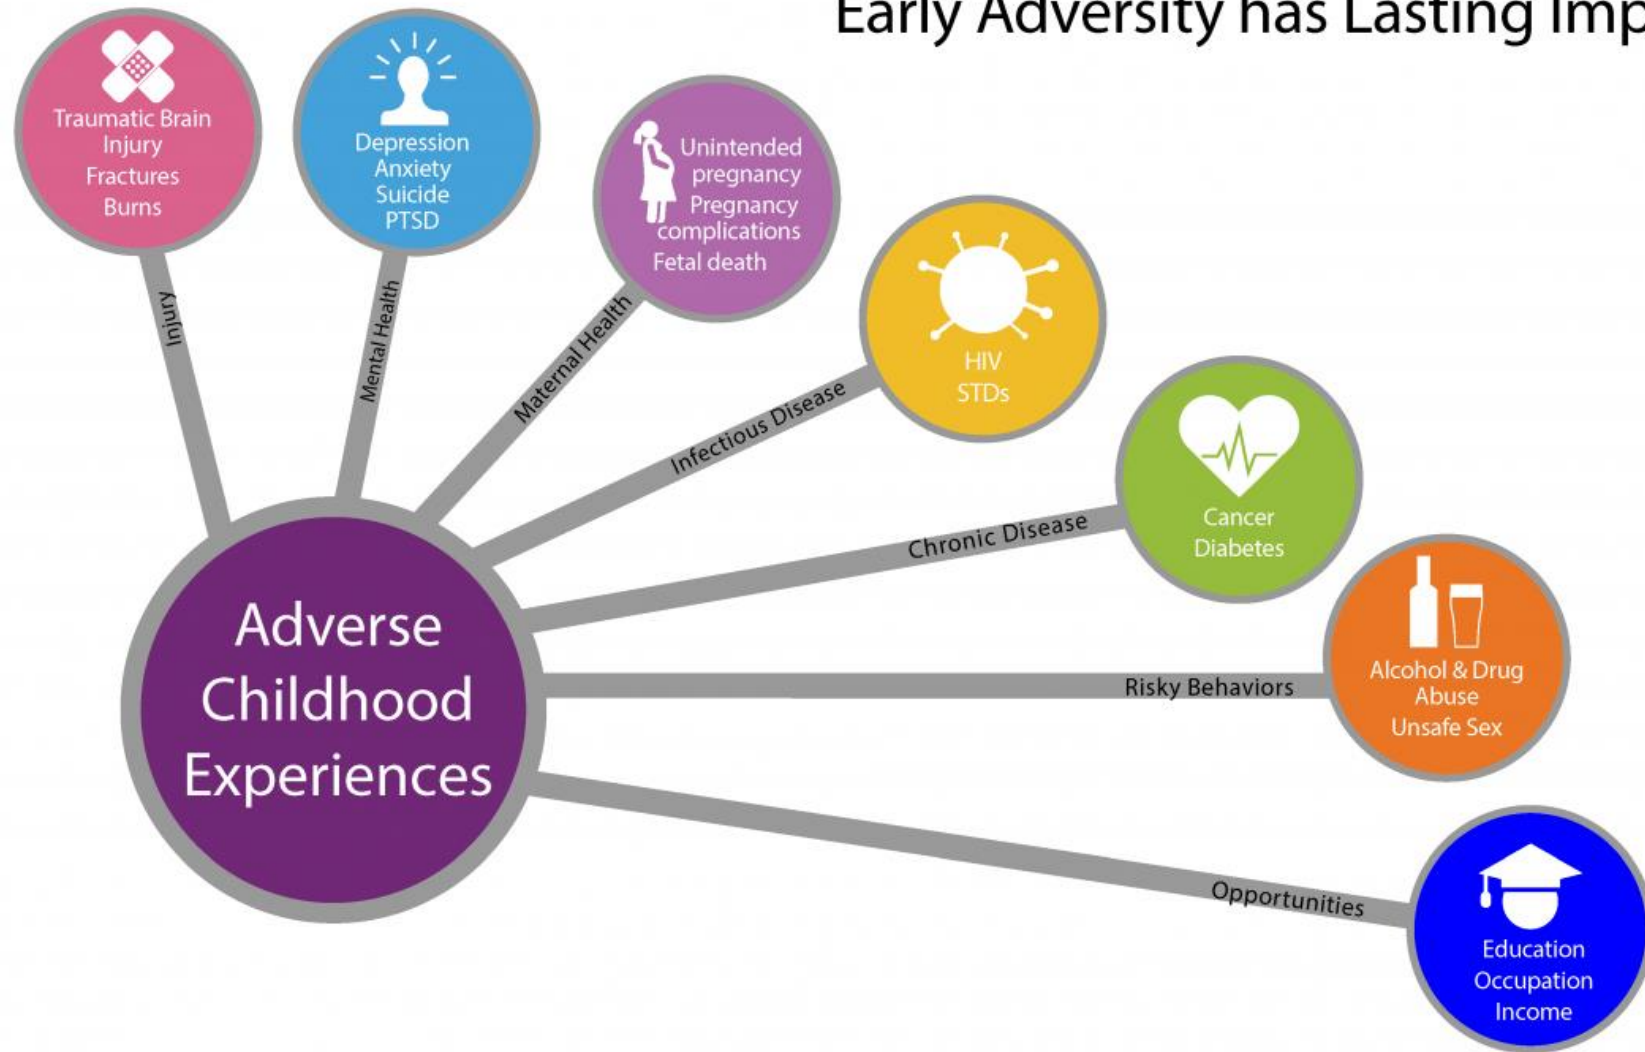 Early Adversity has Lasting Imp
Traumatic Brain
Injury
Fractures
Burns
Depression
Anxiety
Suicide
PTSD
Unintended
pregnancy
Pregnancy
complications
Fetal death
HIV
STDs
Cancer
Diabetes
Alcohol & Drug
Abuse
Unsafe Sex
Education
Occupation
Income
Injury
Mental Health
Maternal Health
Infectious Disease
Chronic Disease
Risky Behaviors
Opportunities
Adverse
Childhood
Experiences